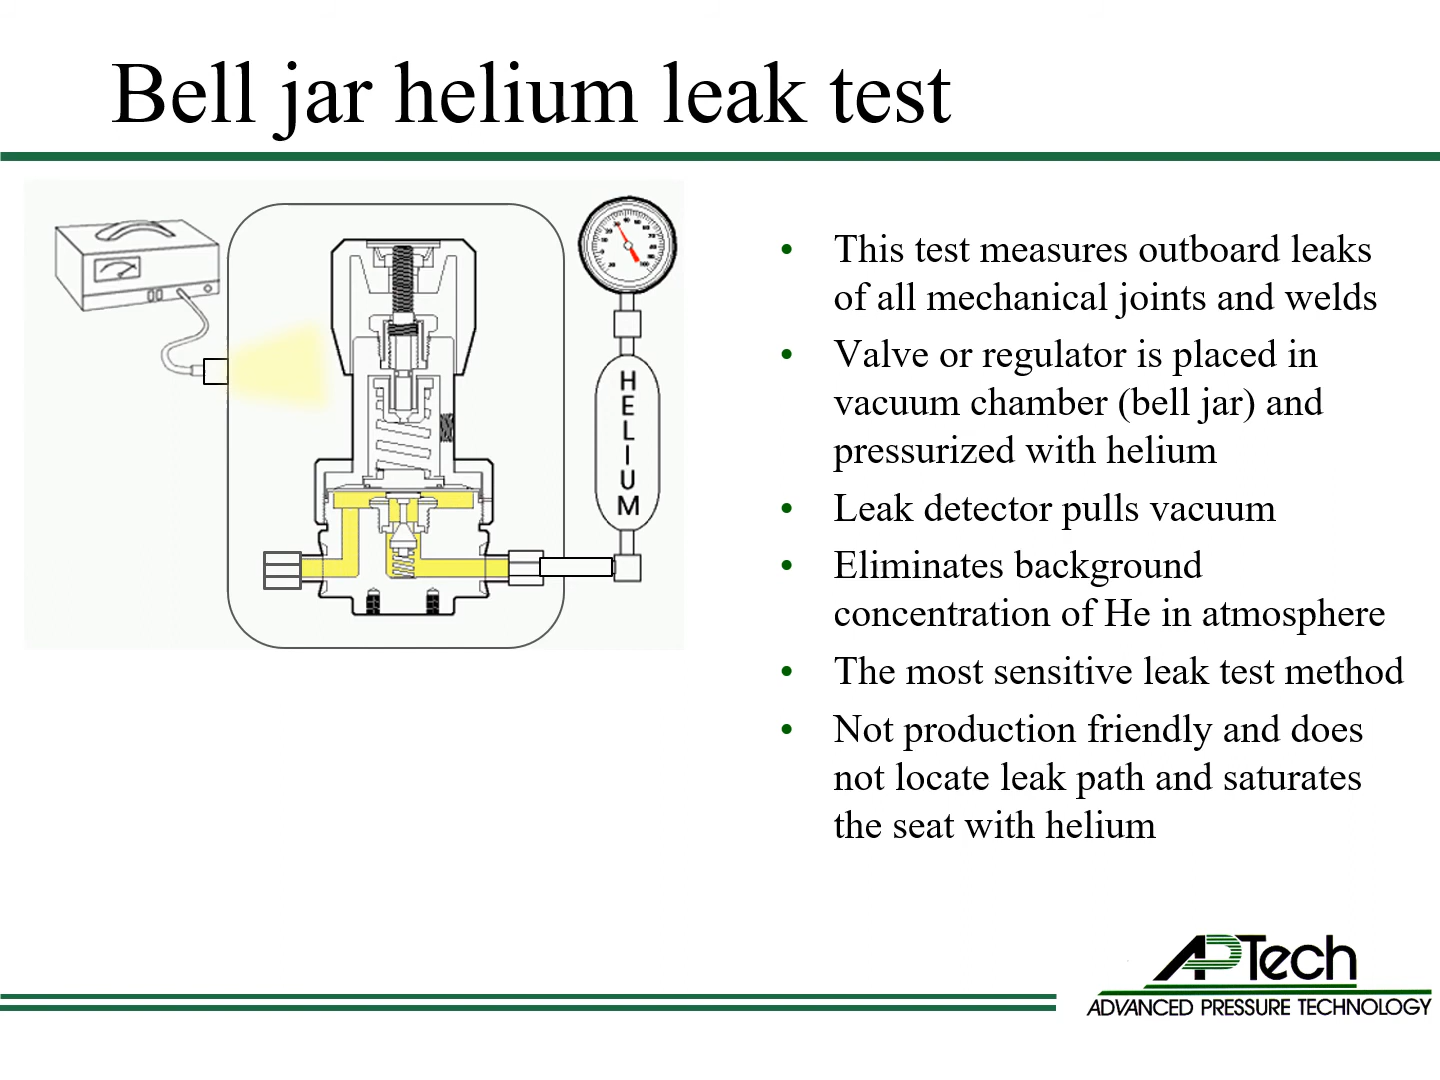 Bell jar helium leak test
HELIUM
• This test measures outboard leaks
of all mechanical joints and welds
• Valve or regulator is placed in
vacuum chamber (bell jar) and
pressurized with helium
• Leak detector pulls vacuum
• Eliminates background
concentration of He in atmosphere
• The most sensitive leak test method
• Not production friendly and does
not locate leak path and saturates
the seat with helium
APTech
ADVANCED PRESSURE TECHNOLOGY